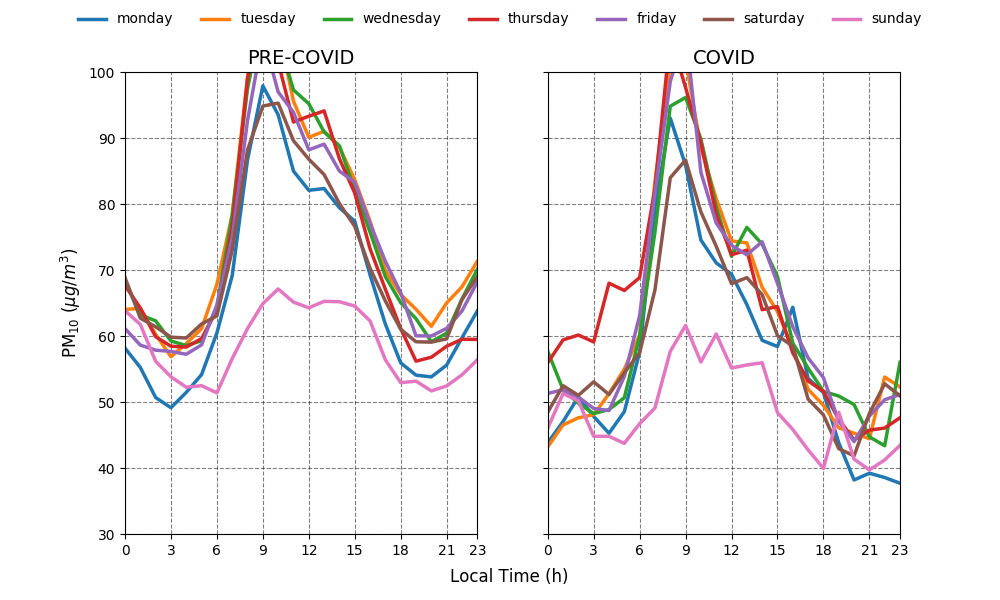 monday tuesday wednesday thursday friday saturday sunday
PRE-COVID COVID
PM₁₀ (μg/m³)
100
90
80
70
60
50
40
30
0 3 6 9 12 15 18 21 23 0 3 6 9 12 15 18 21 23
Local Time (h)